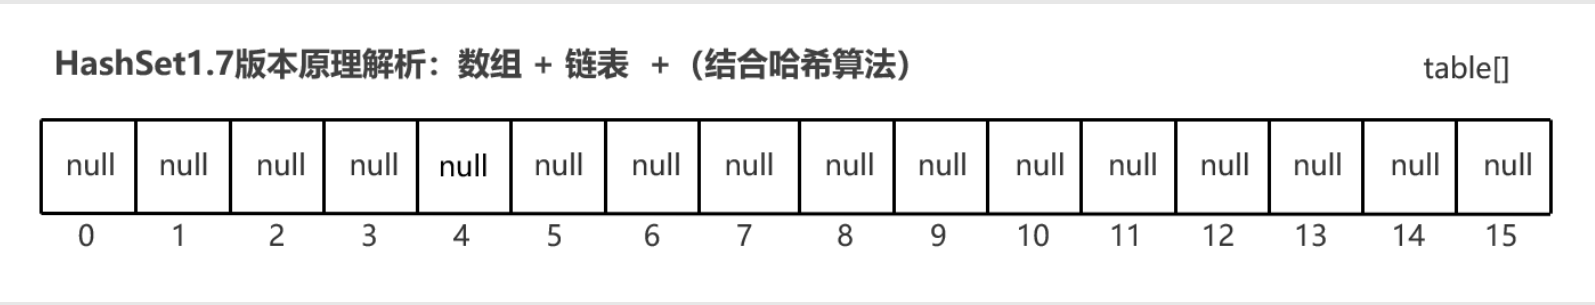 HashSet1.7版本原理解析：数组 + 链表 +（结合哈希算法）
table[]
null null null null null null null null null null null null null null null null
0 1 2 3 4 5 6 7 8 9 10 11 12 13 14 15